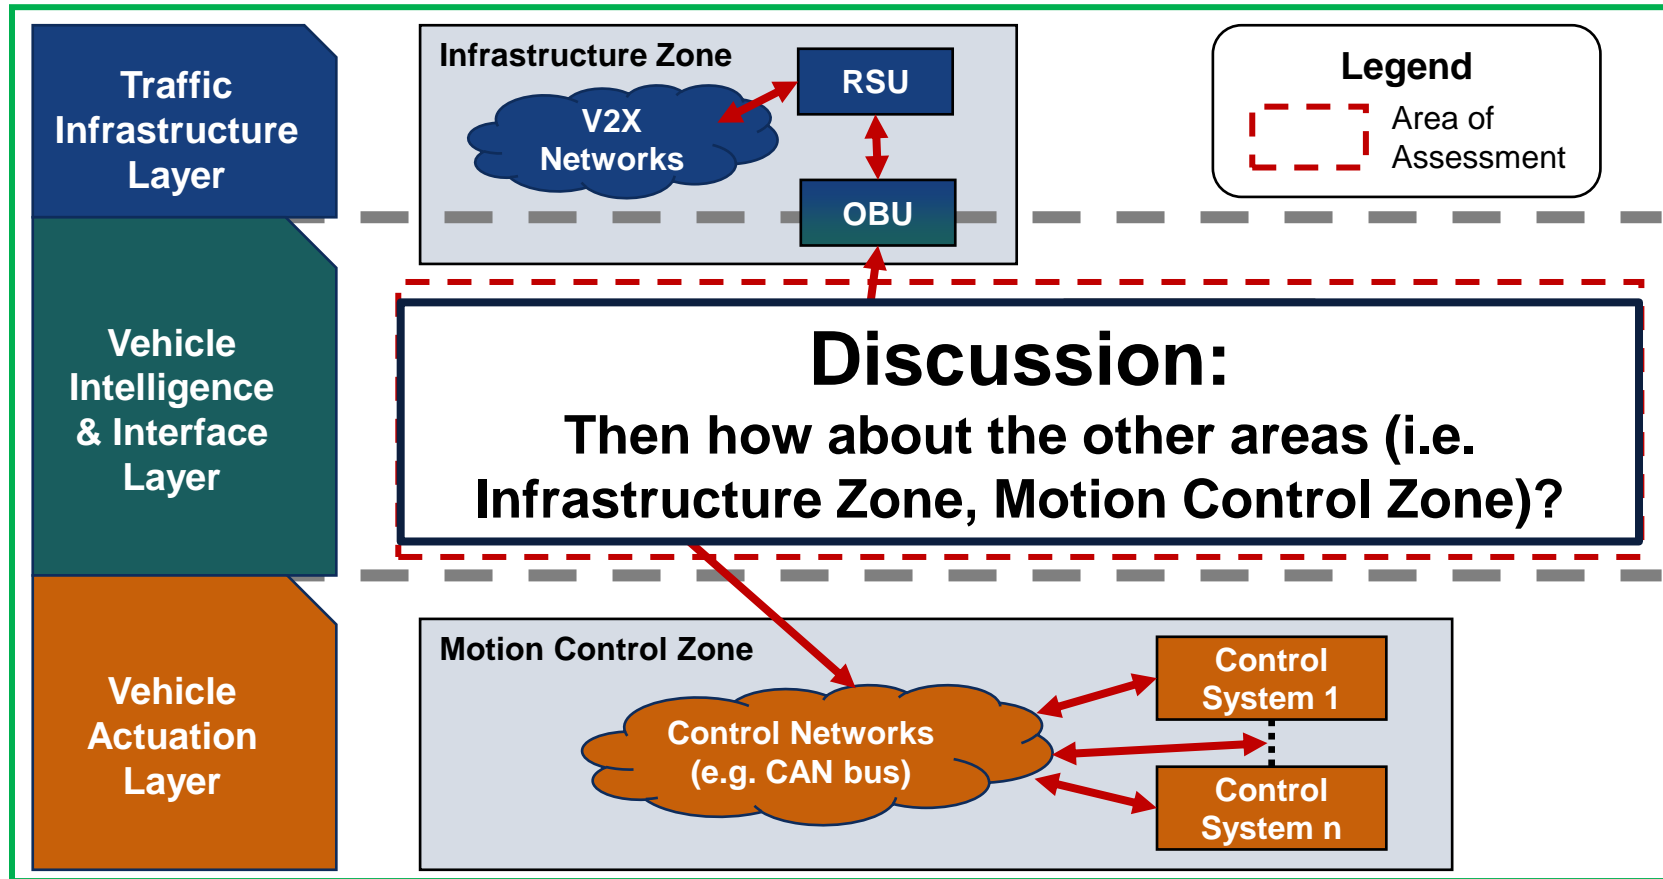 Traffic
Infrastructure
Layer
Infrastructure Zone
V2X
Networks
RSU
OBU
Legend
Area of
Assessment
Vehicle
Intelligence
& Interface
Layer
Discussion:
Then how about the other areas (i.e.
Infrastructure Zone, Motion Control Zone)?
Vehicle
Actuation
Layer
Motion Control Zone
Control Networks
(e.g. CAN bus)
Control
System 1
Control
System n